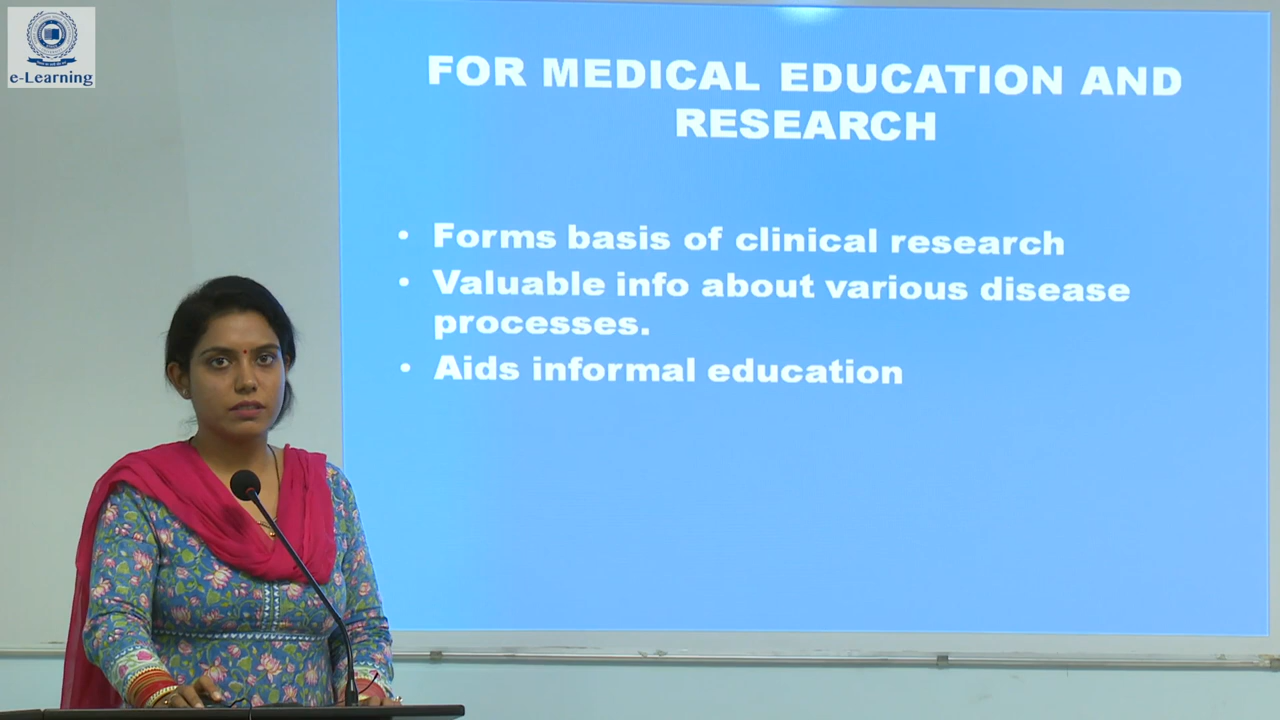 e-Learning
FOR MEDICAL EDUCATION AND
RESEARCH
• Forms basis of clinical research
• Valuable info about various disease
processes.
• Aids informal education